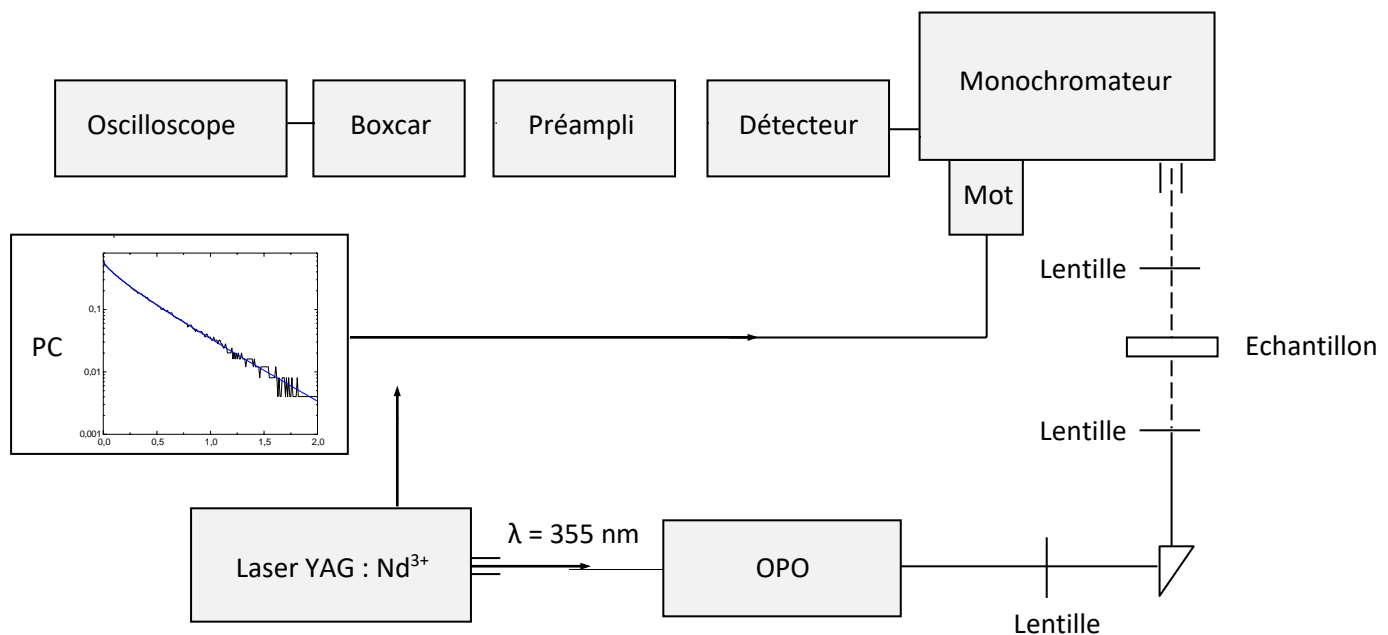 Monochromateur
Oscilloscope
Boxcar
Préampli
Détecteur
Mot
Lentille
PC
0,1
0,01
0,001
0,0
0,5
1,0
1,5
2,0
Echantillon
Lentille
Laser YAG : Nd³⁺
λ = 355 nm
OPO
Lentille